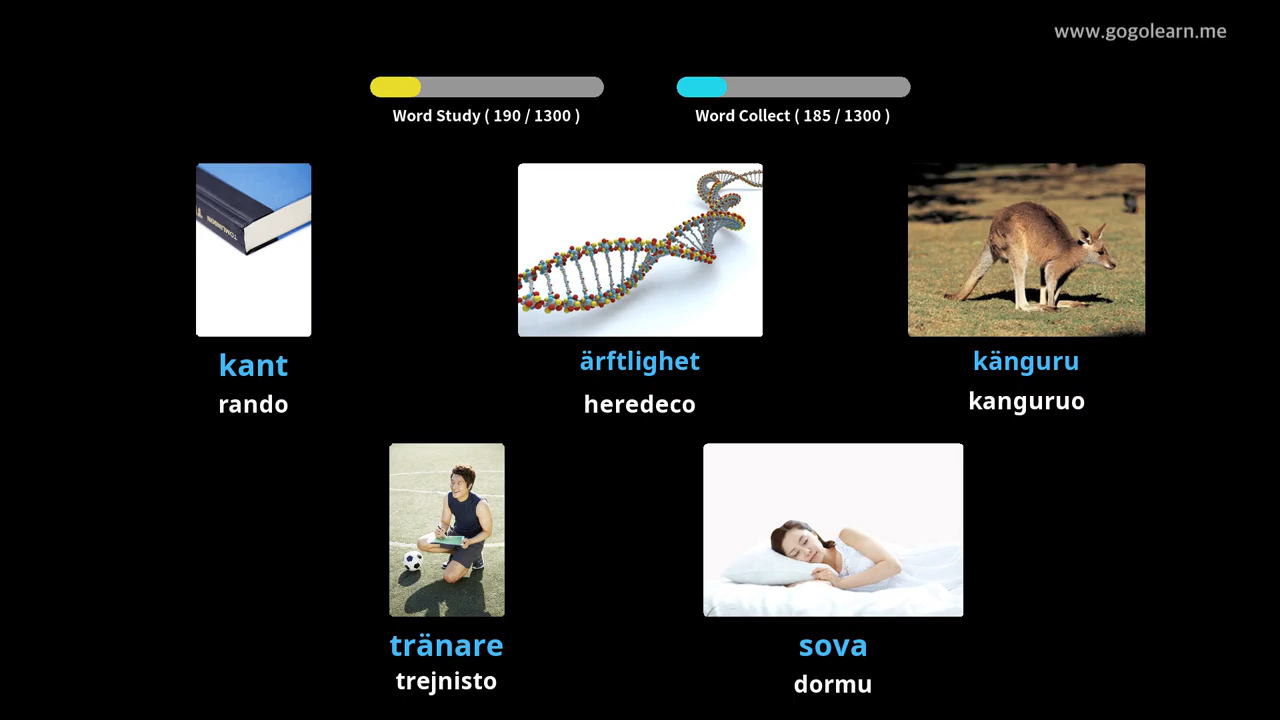 www.gogolearn.me
Word Study ( 190 / 1300 )
Word Collect ( 185 / 1300 )
TOMLINSON
kant
rando
ärftlighet
heredeco
känguru
kanguruo
tränare
trejnisto
sova
dormu